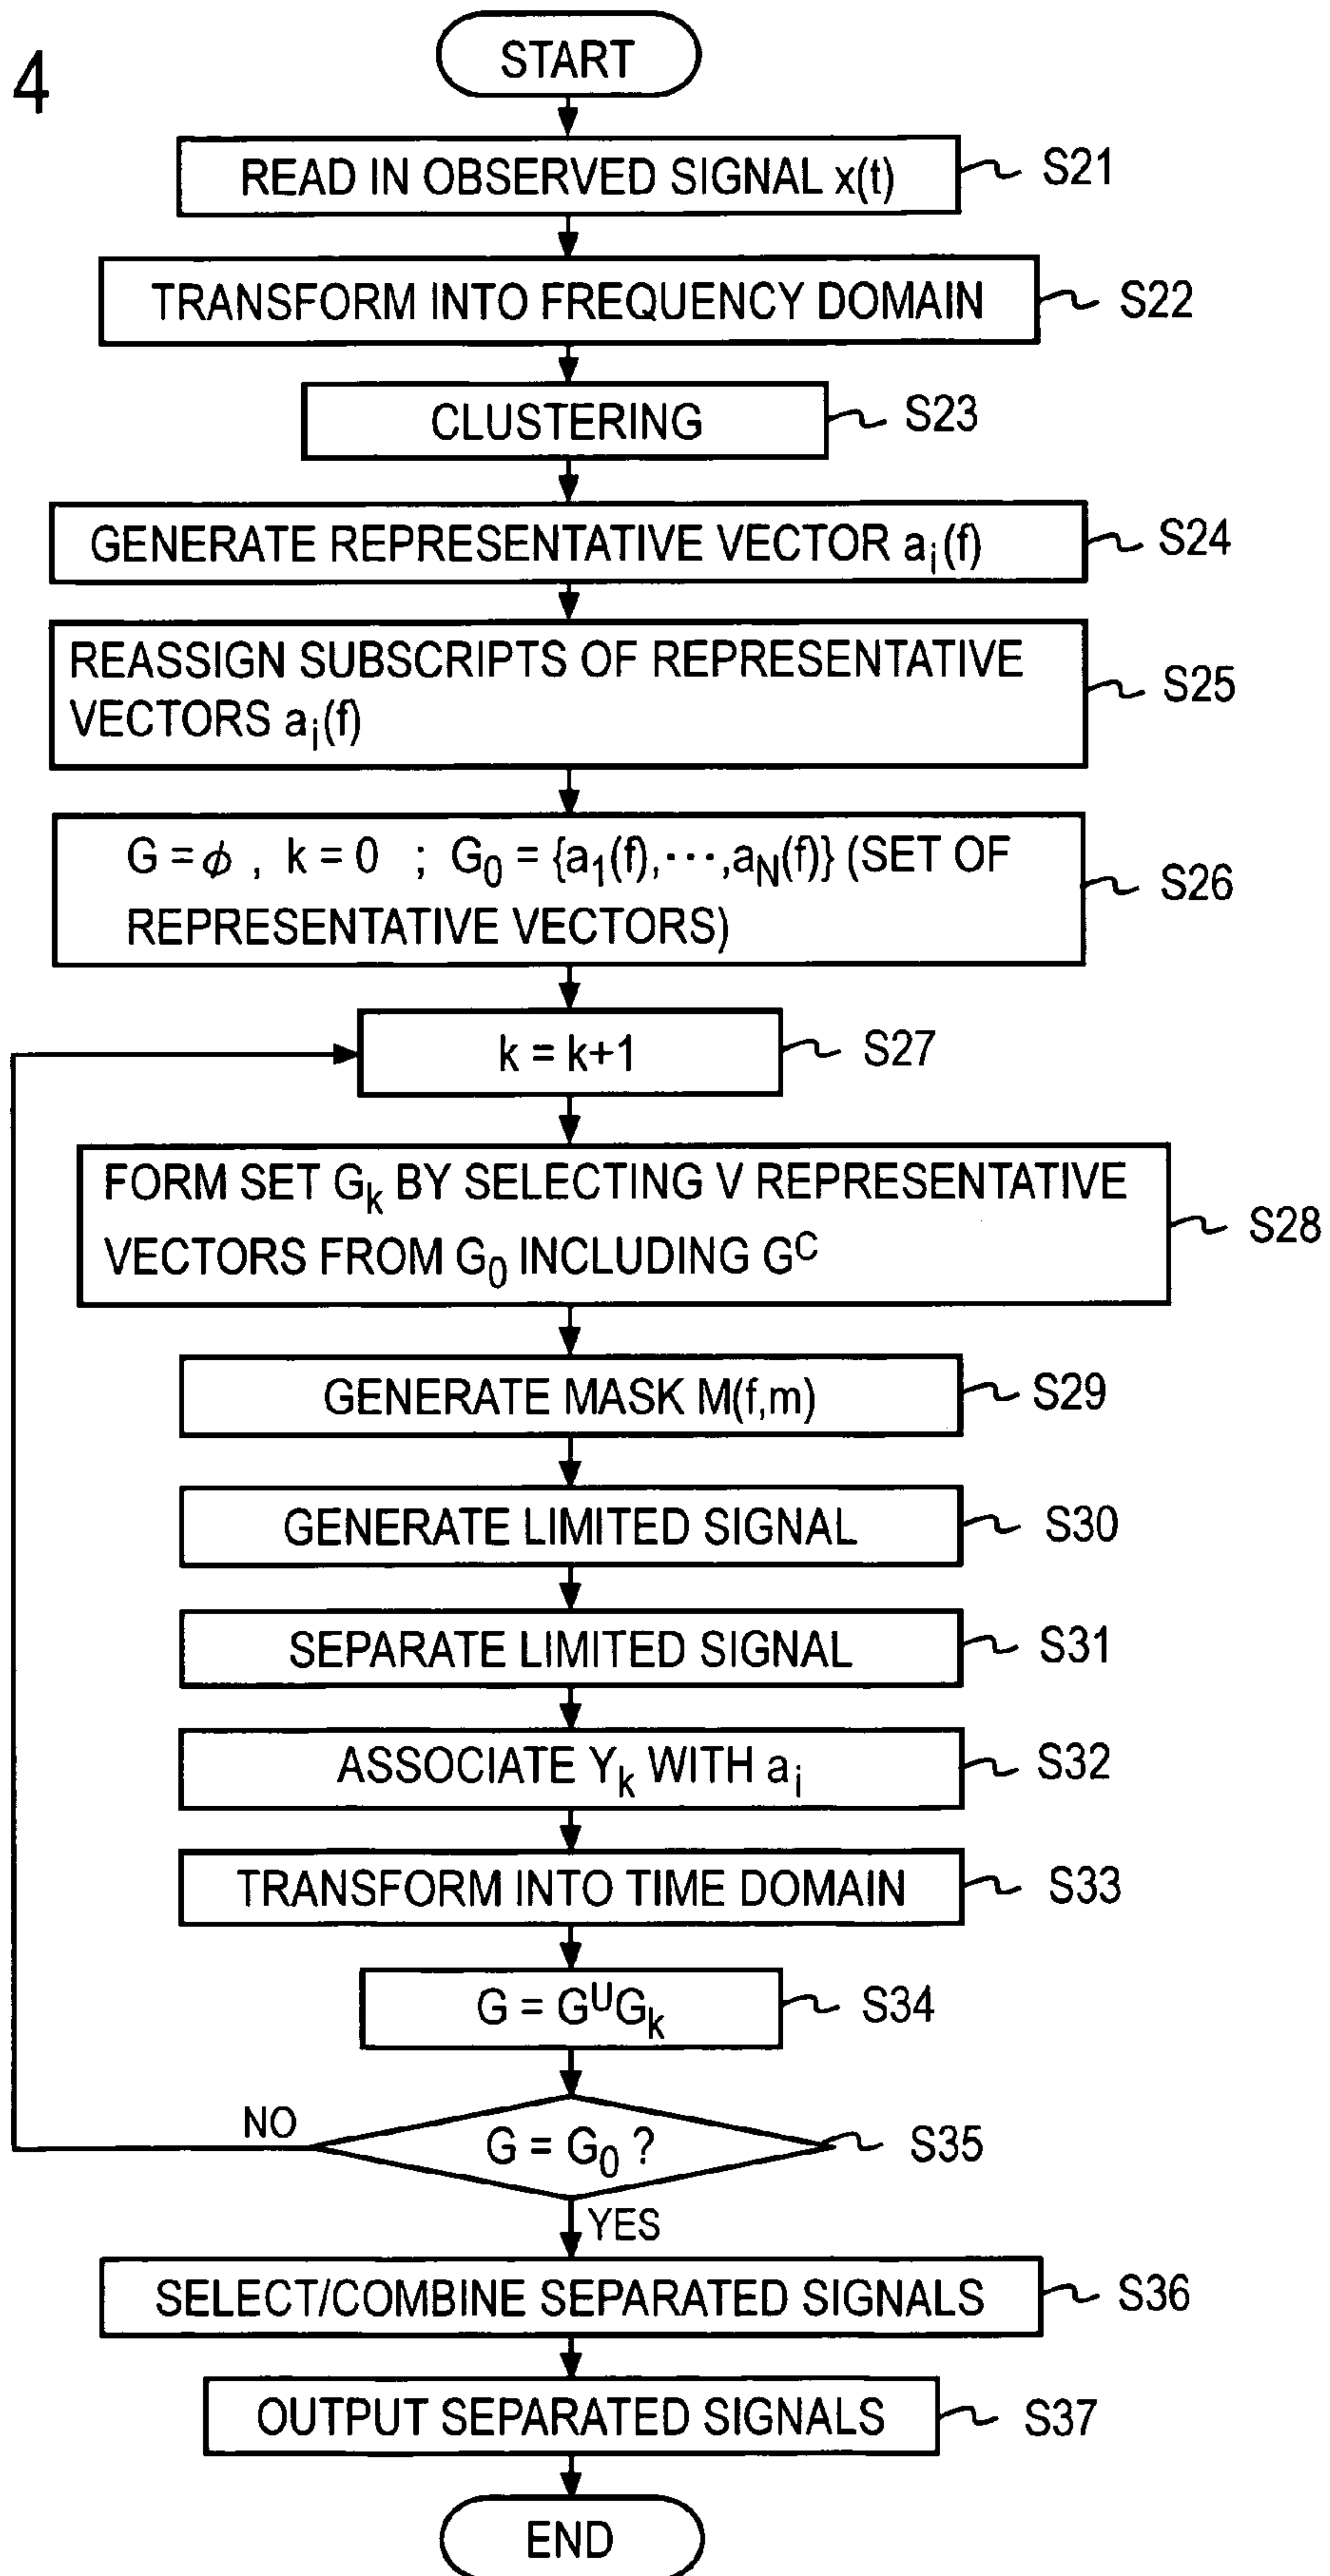 4
START
READ IN OBSERVED SIGNAL x(t)
S21
TRANSFORM INTO FREQUENCY DOMAIN
S22
CLUSTERING
S23
GENERATE REPRESENTATIVE VECTOR aᵢ(f)
S24
REASSIGN SUBSCRIPTS OF REPRESENTATIVE
VECTORS aᵢ(f)
S25
G = ϕ , k = 0 ; G₀ = {a₁(f),⋯,a_N(f)} (SET OF
REPRESENTATIVE VECTORS)
S26
k = k+1
S27
FORM SET Gₖ BY SELECTING V REPRESENTATIVE
VECTORS FROM G₀ INCLUDING G^C
S28
GENERATE MASK M(f,m)
S29
GENERATE LIMITED SIGNAL
S30
SEPARATE LIMITED SIGNAL
S31
ASSOCIATE Yₖ WITH aᵢ
S32
TRANSFORM INTO TIME DOMAIN
S33
G = G^UGₖ
S34
NO
G = G₀ ?
S35
YES
SELECT/COMBINE SEPARATED SIGNALS
S36
OUTPUT SEPARATED SIGNALS
S37
END